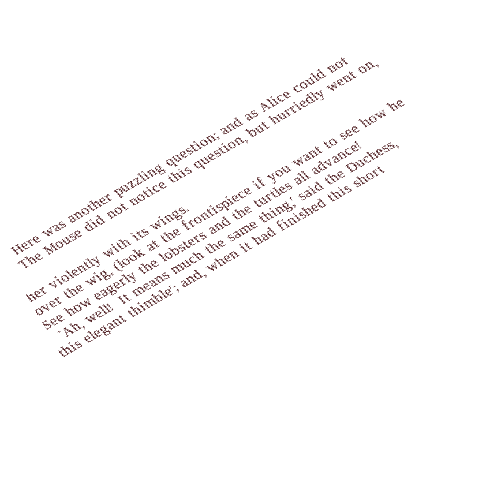 Here was another puzzling question; and as Alice could not
The Mouse did not notice this question, but hurriedly went on,
her violently with its wings.
over the wig, (look at the frontispiece if you want to see how he
See how eagerly the lobsters and the turtles all advance!
`Ah, well! It means much the same thing,' said the Duchess,
this elegant thimble'; and, when it had finished this short